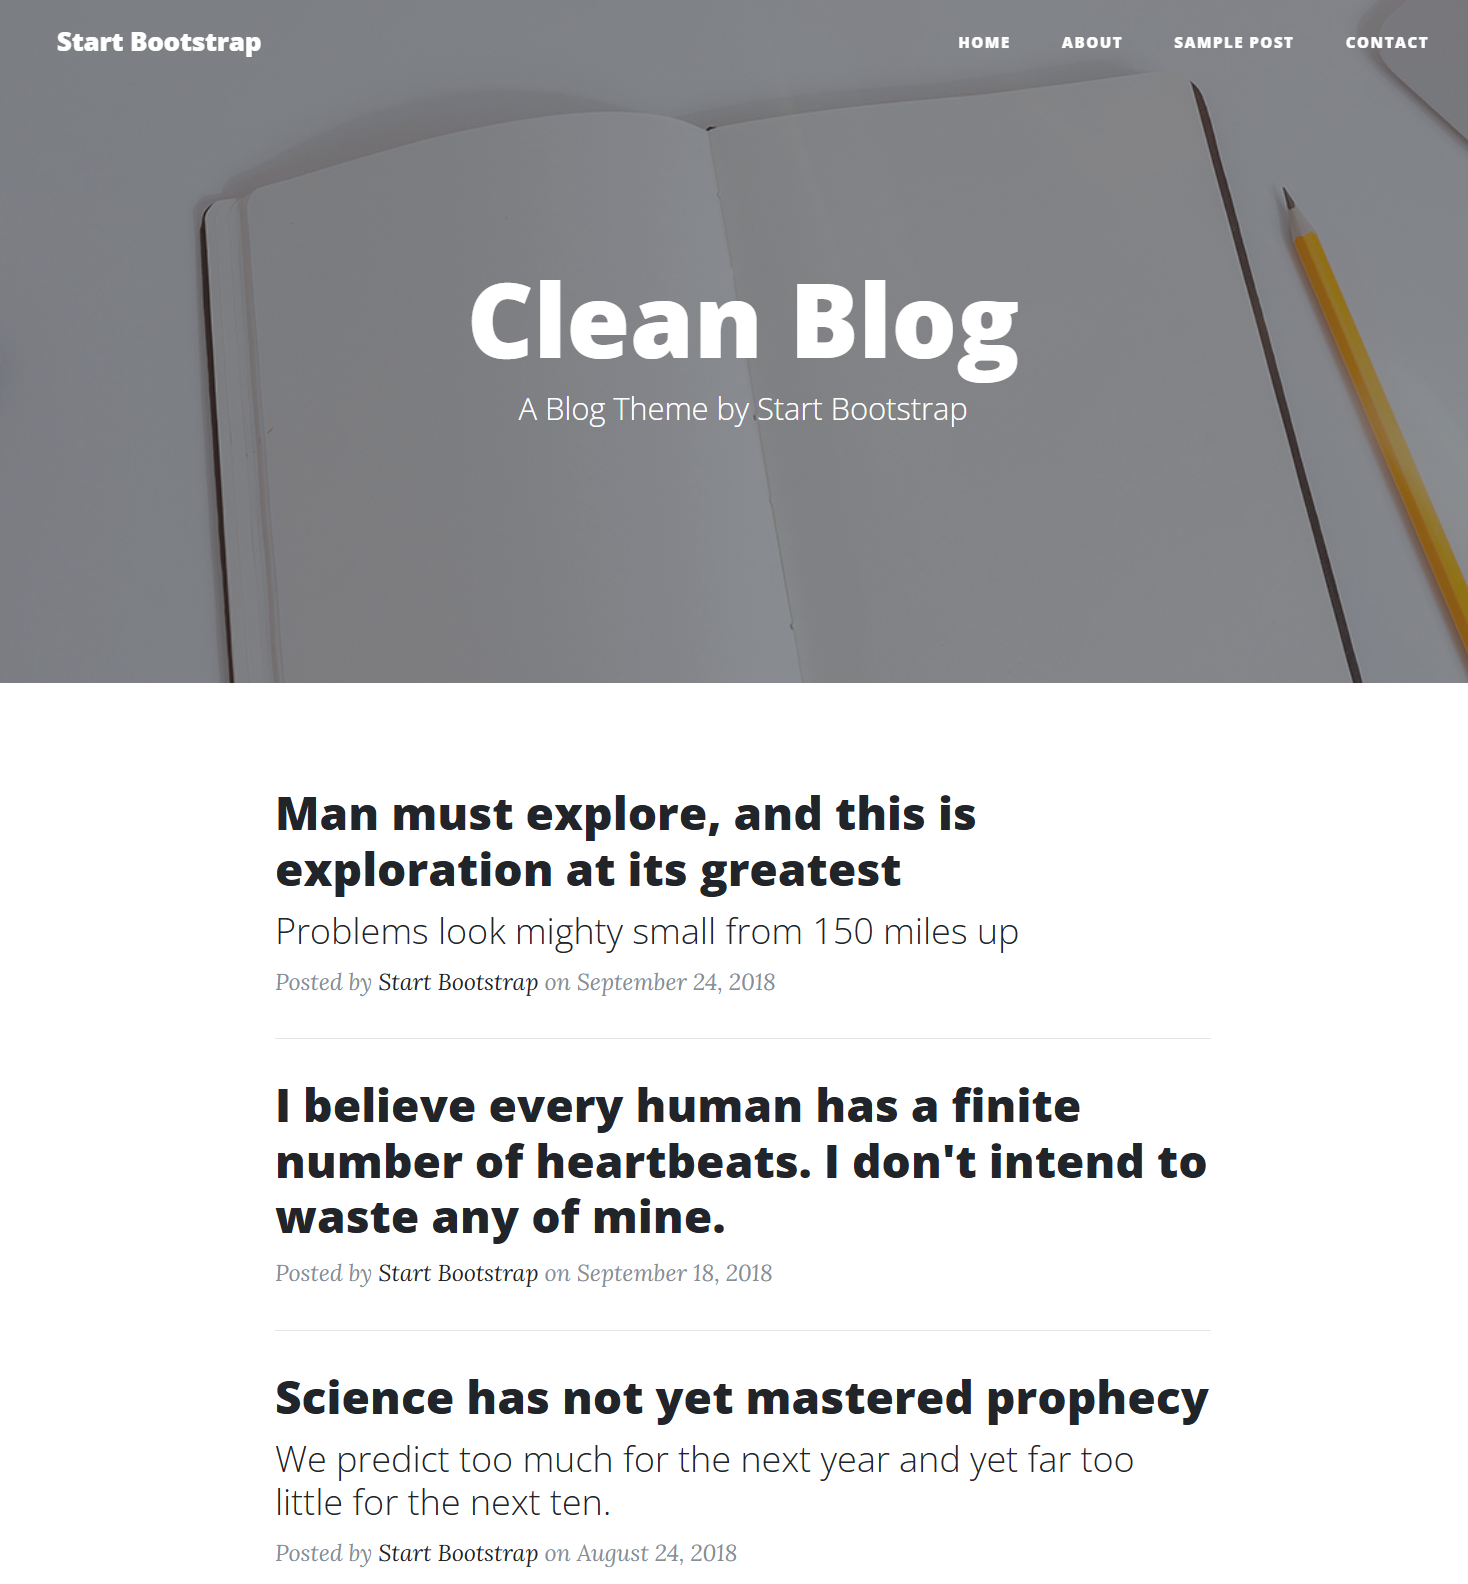 Start Bootstrap
HOME ABOUT SAMPLE POST CONTACT
Clean Blog
A Blog Theme by Start Bootstrap
Man must explore, and this is
exploration at its greatest
Problems look mighty small from 150 miles up
Posted by Start Bootstrap on September 24, 2018
I believe every human has a finite
number of heartbeats. I don't intend to
waste any of mine.
Posted by Start Bootstrap on September 18, 2018
Science has not yet mastered prophecy
We predict too much for the next year and yet far too
little for the next ten.
Posted by Start Bootstrap on August 24, 2018